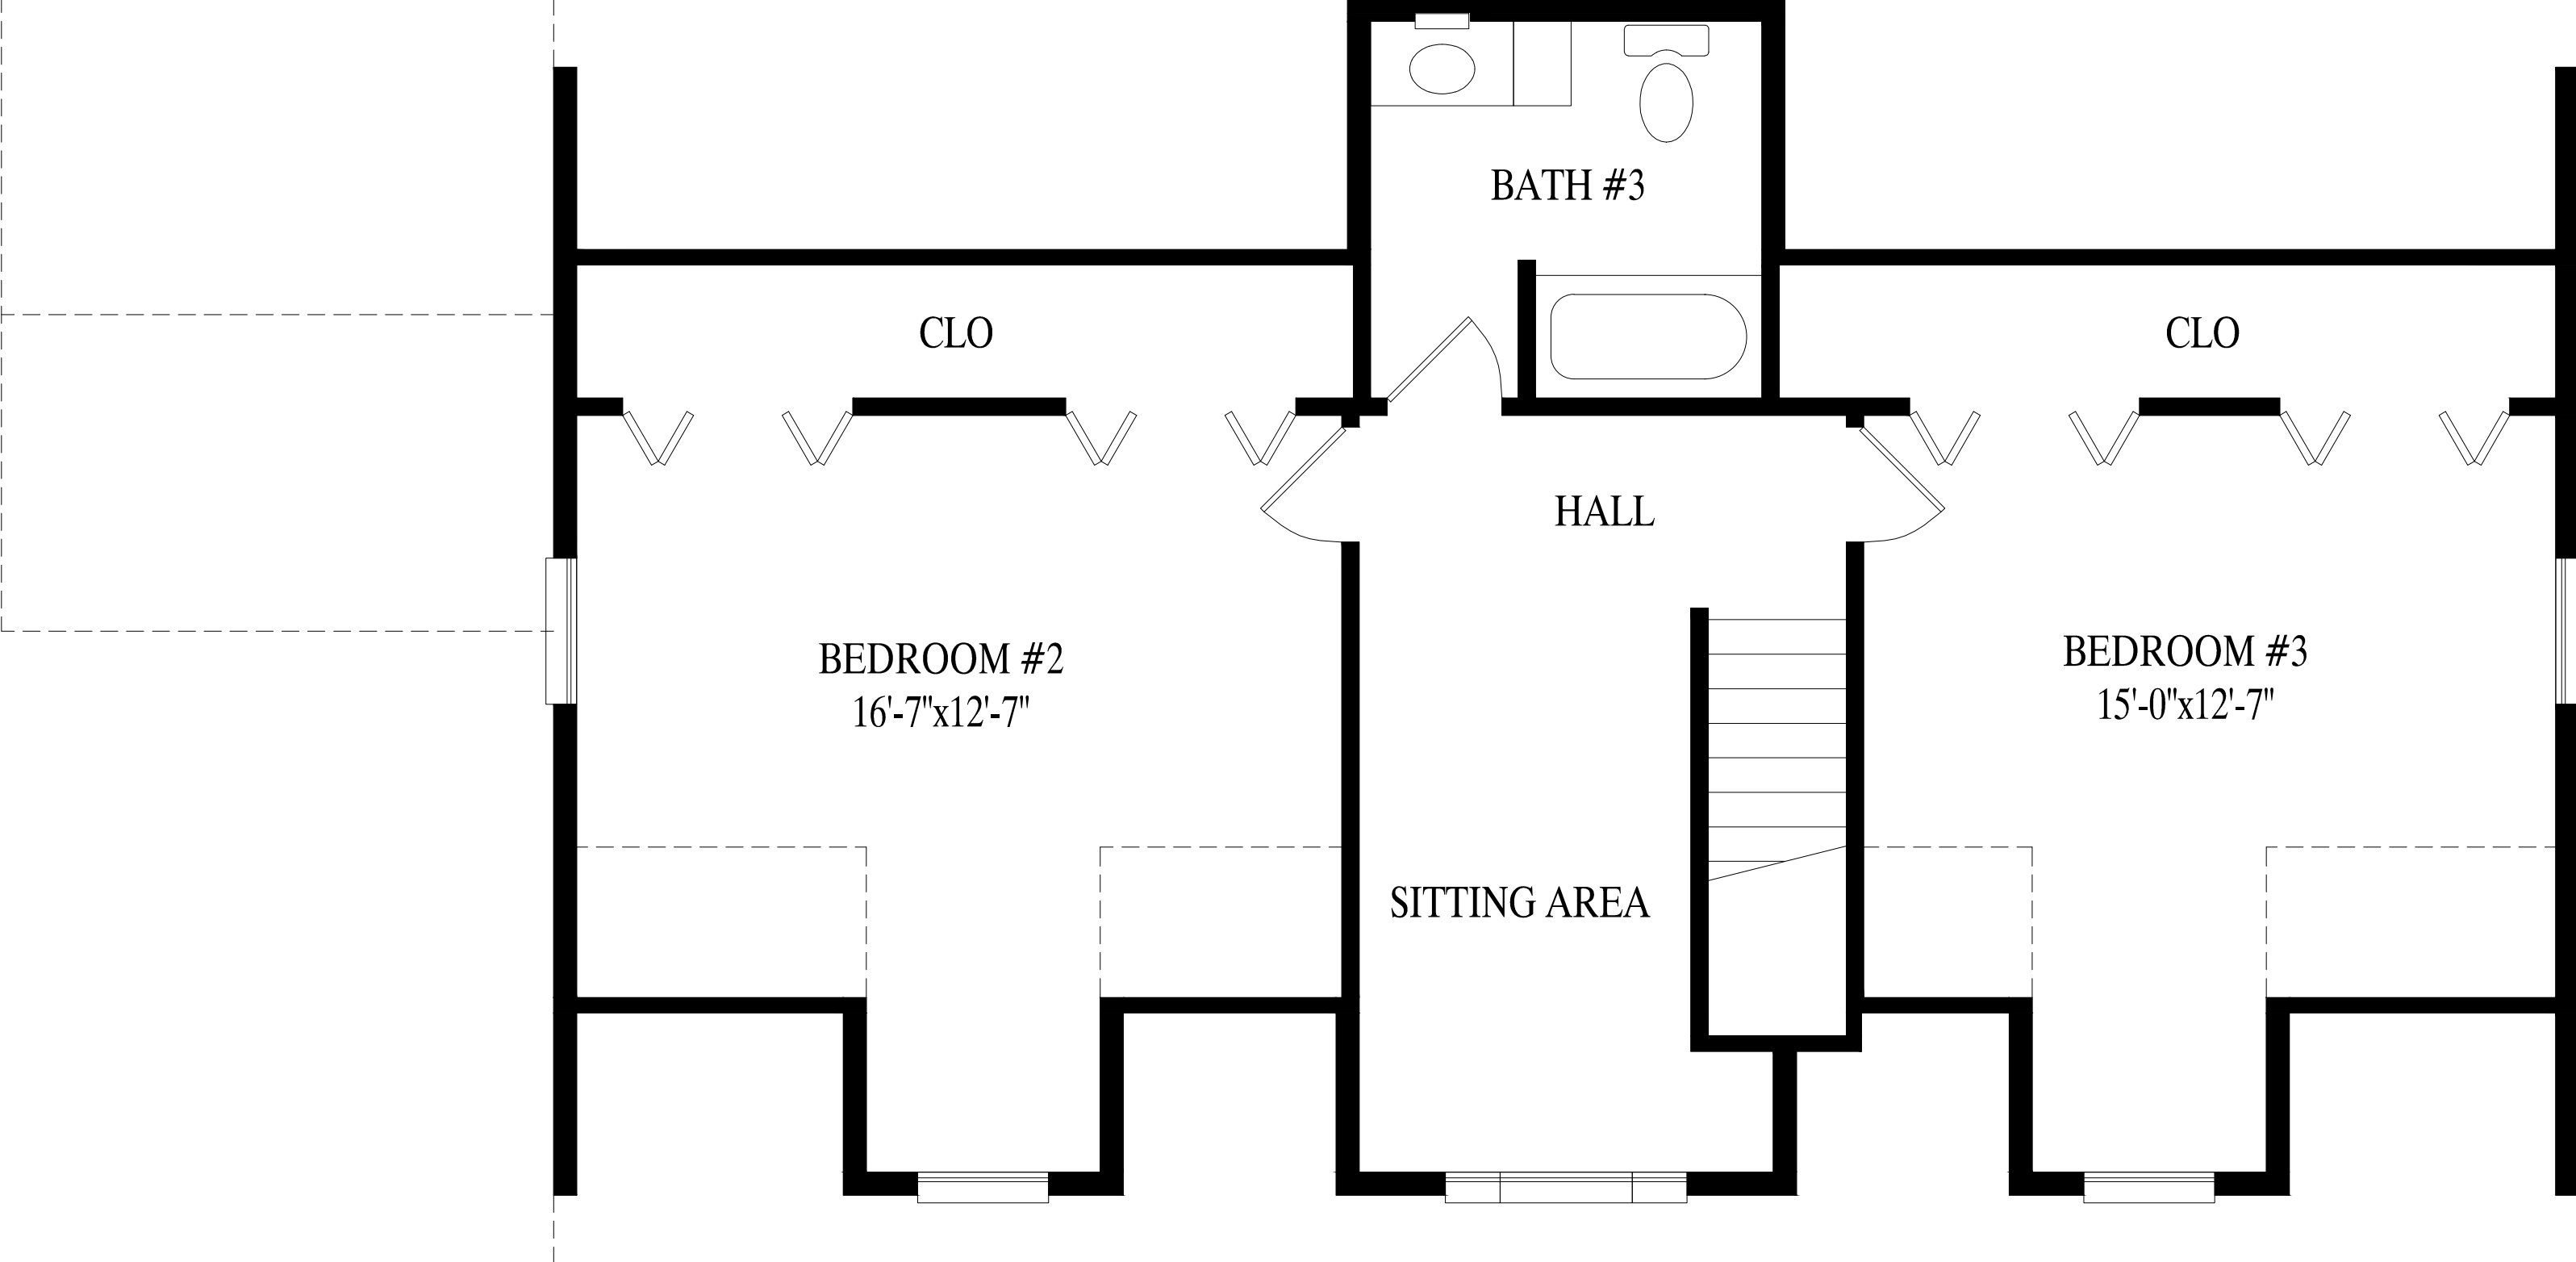 BATH #3
CLO
CLO
HALL
BEDROOM #2
16'-7"x12'-7"
BEDROOM #3
15'-0"x12'-7"
SITTING AREA